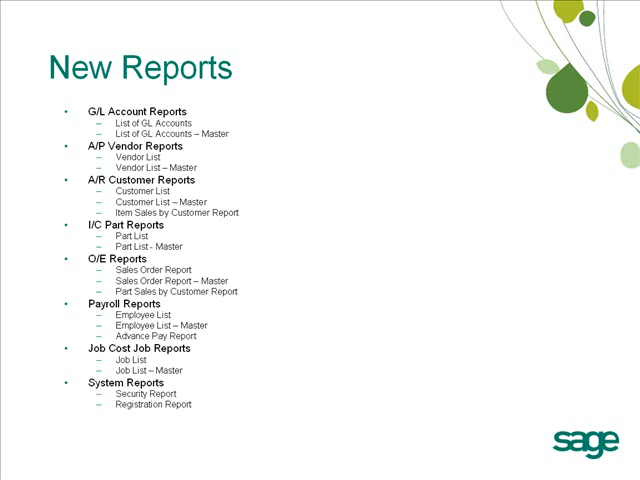 New Reports
• G/L Account Reports
– List of GL Accounts
– List of GL Accounts – Master
• A/P Vendor Reports
– Vendor List
– Vendor List – Master
• A/R Customer Reports
– Customer List
– Customer List – Master
– Item Sales by Customer Report
• I/C Part Reports
– Part List
– Part List - Master
• O/E Reports
– Sales Order Report
– Sales Order Report – Master
– Part Sales by Customer Report
• Payroll Reports
– Employee List
– Employee List – Master
– Advance Pay Report
• Job Cost Job Reports
– Job List
– Job List – Master
• System Reports
– Security Report
– Registration Report
sage